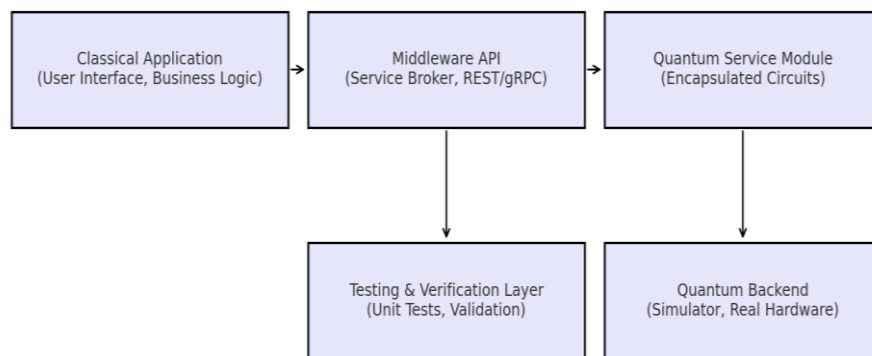 Classical Application
(User Interface, Business Logic)
Middleware API
(Service Broker, REST/gRPC)
Quantum Service Module
(Encapsulated Circuits)
Testing & Verification Layer
(Unit Tests, Validation)
Quantum Backend
(Simulator, Real Hardware)